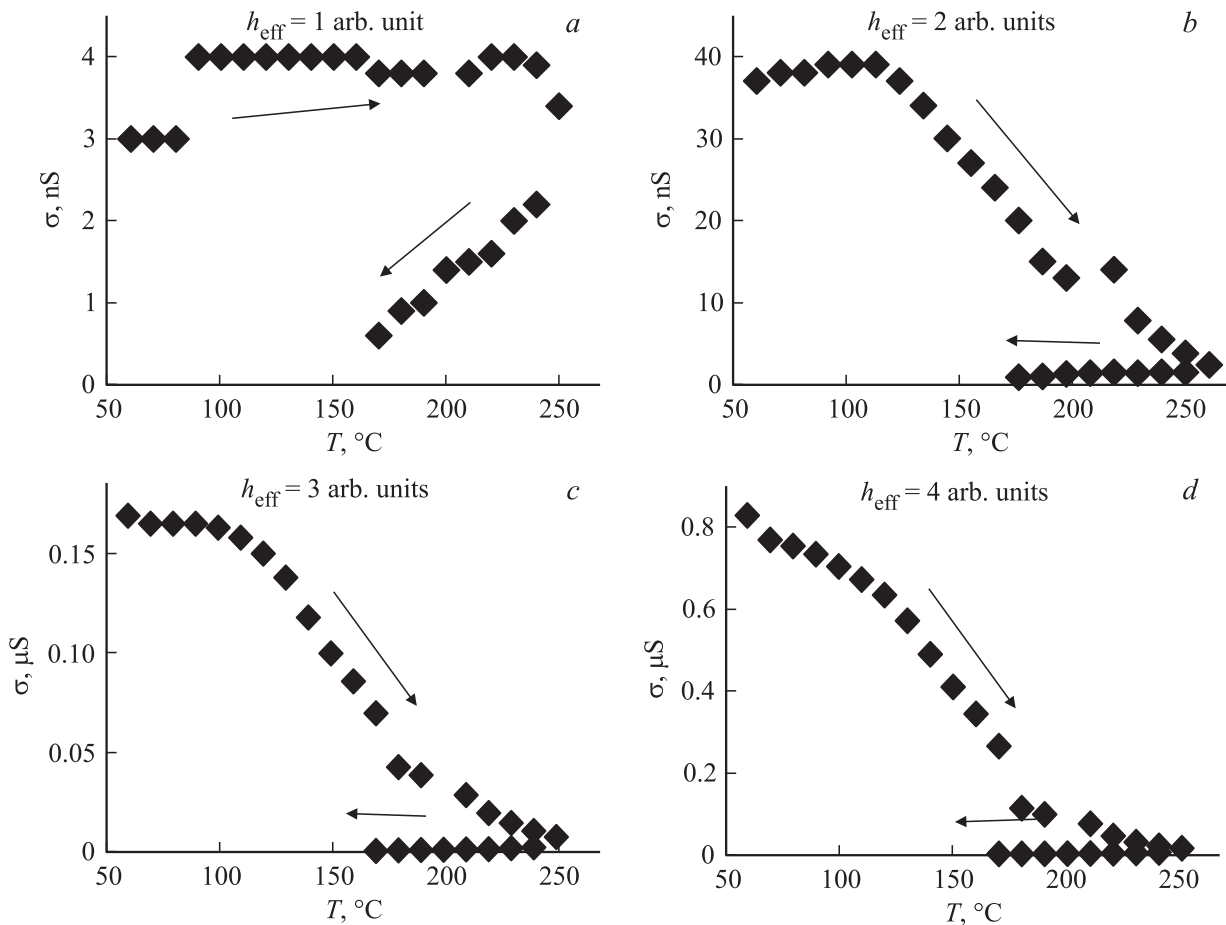 h_eff = 1 arb. unit
a
4
3
2
1
0
σ, nS
50 100 150 200 250
T, °C
h_eff = 2 arb. units
b
40
30
20
10
0
σ, nS
50 100 150 200 250
T, °C
h_eff = 3 arb. units
c
0.15
0.10
0.05
0
σ, μS
50 100 150 200 250
T, °C
h_eff = 4 arb. units
d
0.8
0.6
0.4
0.2
0
σ, μS
50 100 150 200 250
T, °C